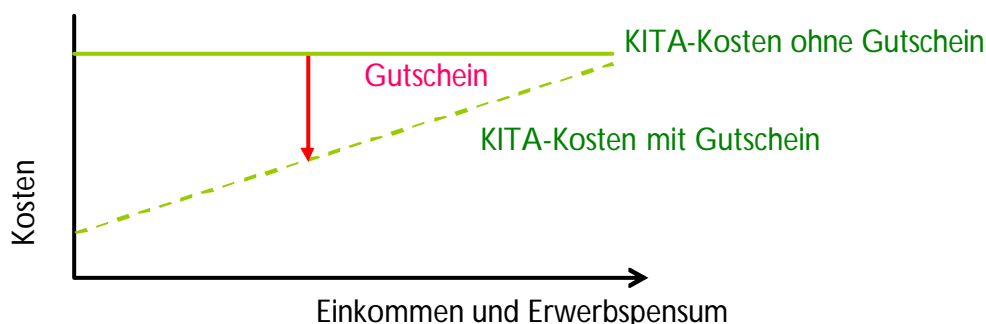 KITA-Kosten ohne Gutschein
Gutschein
KITA-Kosten mit Gutschein
Kosten
Einkommen und Erwerbspensum